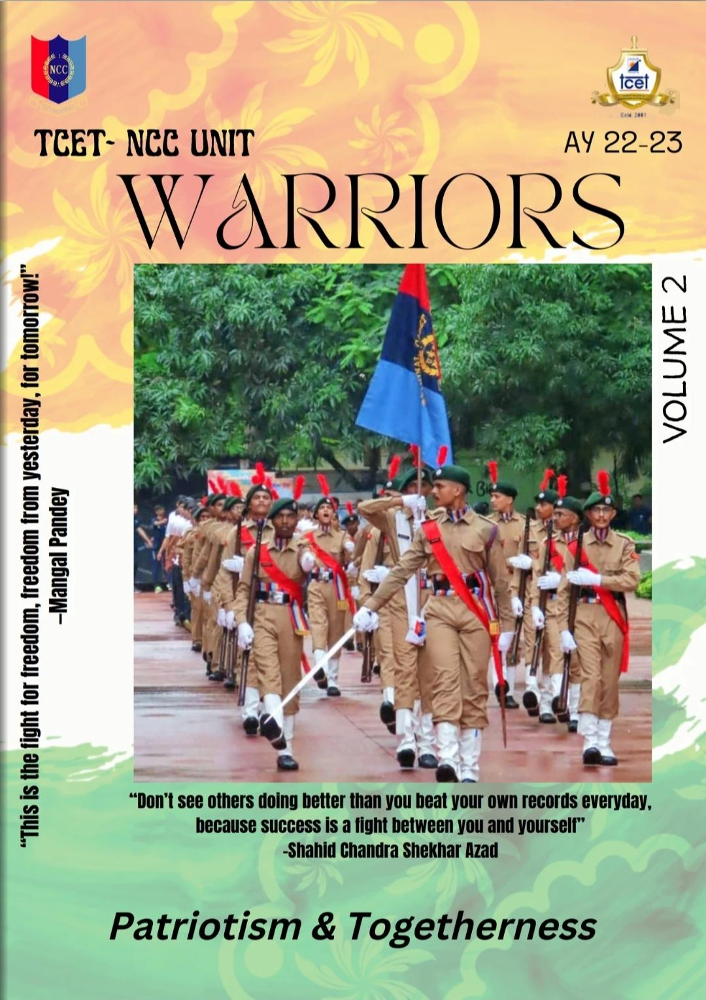 NCC
tcet
Estd. 2001
TCET- NCC UNIT
AY 22-23
WARRIORS
VOLUME 2
“This is the fight for freedom, freedom from yesterday, for tomorrow!”
–Mangal Pandey
“Don’t see others doing better than you beat your own records everyday,
because success is a fight between you and yourself”
-Shahid Chandra Shekhar Azad
Patriotism & Togetherness